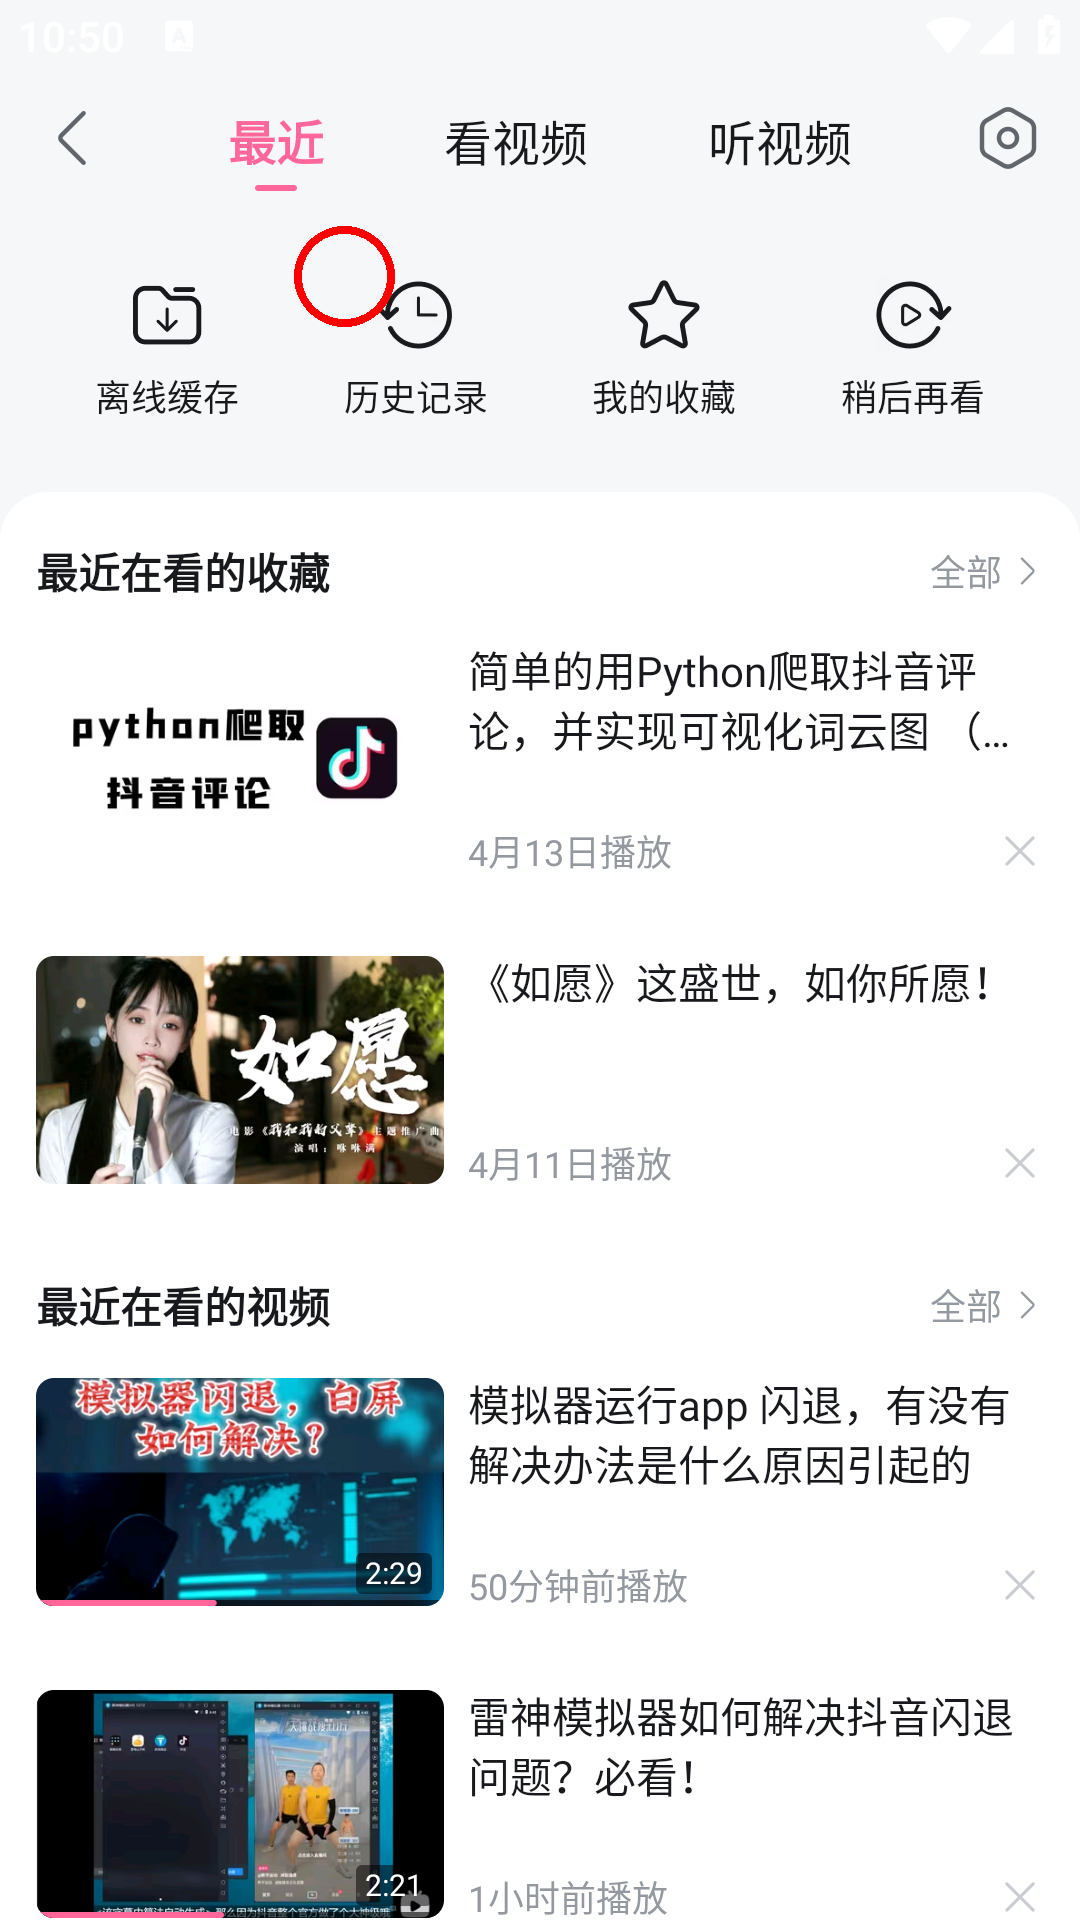 10:50
A
最近
看视频
听视频
离线缓存
历史记录
我的收藏
稍后再看
最近在看的收藏
全部
python爬取
抖音评论
简单的用Python爬取抖音评
论，并实现可视化词云图 （...
4月13日播放
如愿
电影《我和我的父辈》主题推广曲
演唱：咻咻满
《如愿》这盛世，如你所愿！
4月11日播放
最近在看的视频
全部
模拟器闪退，白屏
如何解决？
2:29
模拟器运行app 闪退，有没有
解决办法是什么原因引起的
50分钟前播放
2:21
雷神模拟器如何解决抖音闪退
问题？必看！
1小时前播放